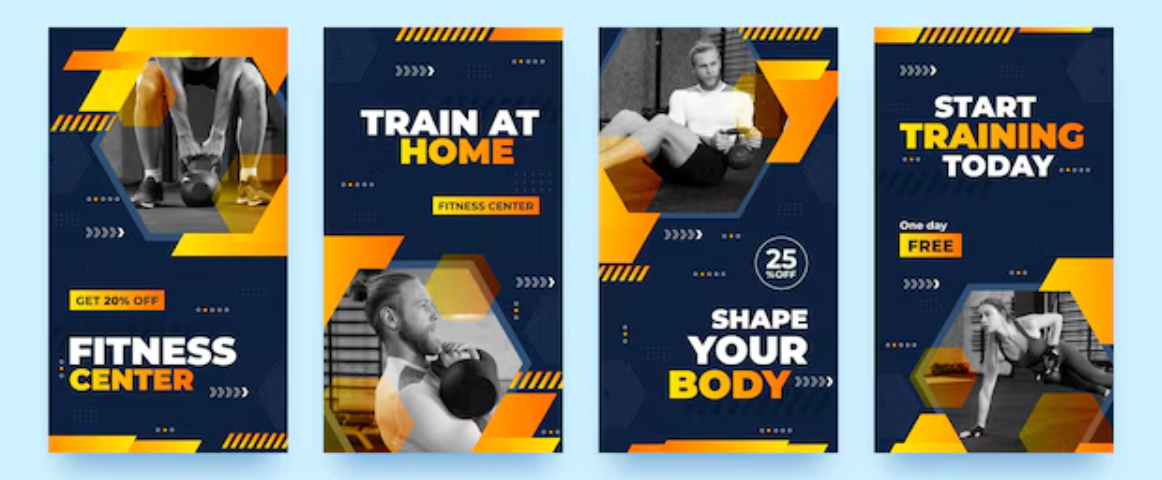 GET 20% OFF
FITNESS
CENTER
TRAIN AT
HOME
FITNESS CENTER
25
%OFF
SHAPE
YOUR
BODY
START
TRAINING
TODAY
One day
FREE